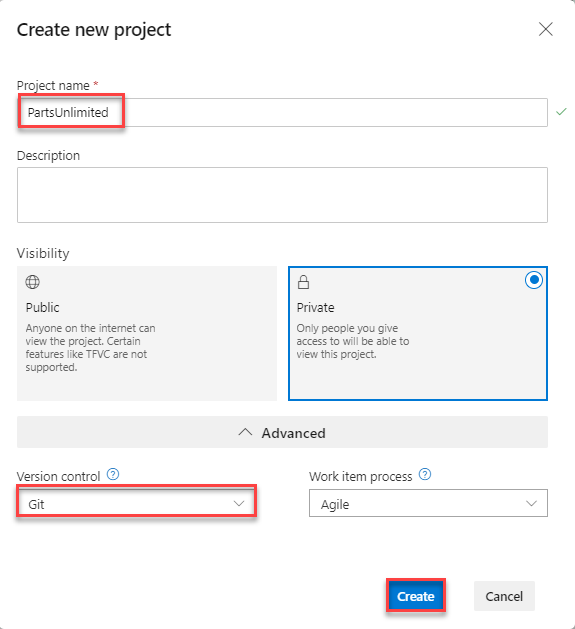 Create new project
Project name *
PartsUnlimited
Description
Visibility
Public
Anyone on the internet can
view the project. Certain
features like TFVC are not
supported.
Private
Only people you give
access to will be able to
view this project.
Advanced
Version control ?
Git
Work item process ?
Agile
Create
Cancel